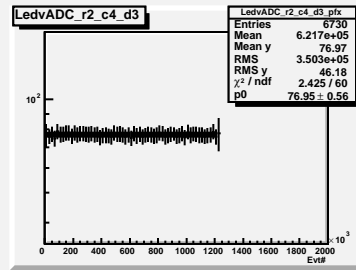 LedvADC_r2_c4_d3
LedvADC_r2_c4_d3_pfx
Entries 6730
Mean 6.217e+05
Mean y 76.97
RMS 3.503e+05
RMS y 46.18
χ² / ndf 2.425 / 60
p0 76.95 ± 0.56
10²
0 200 400 600 800 1000 1200 1400 1600 1800 2000
×10³
Evt#